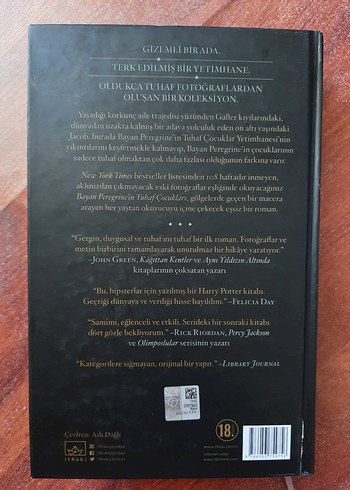 GİZEMLİ BİR ADA.
TERK EDİLMİŞ BİR YETİMHANE.
OLDUKÇA TUHAF FOTOĞRAFLARDAN
OLUŞAN BİR KOLEKSİYON.
Yaşadığı korkunç aile trajedisi yüzünden Galler kıyılarındaki,
dünyadan uzakta kalmış bir adaya yolculuk eden on altı yaşındaki
Jacob, burada Bayan Peregrine'in Tuhaf Çocuklar Yetimhanesi'nin
yıkıntılarını keşfetmekle kalmayıp, Bayan Peregrine'in çocuklarının
sadece tuhaf olmaktan çok daha fazlası olduğunun farkına varır.
New York Times bestseller listesinden 108 haftadır inmeyen,
aklınızdan çıkmayacak eski fotoğraflar eşliğinde okuyacağınız
Bayan Peregrine'in Tuhaf Çocukları, gölgelerde geçen bir macera
arayan her yaştan okuyucuyu içine çekecek eşsiz bir roman.
"Gergin, duygusal ve tuhaf mı tuhaf bir ilk roman. Fotoğraflar ve
metin birbirini tamamlayarak unutulmaz bir hikâye yaratıyor."
–JOHN GREEN, Kâğıttan Kentler ve Aynı Yıldızın Altında
kitaplarının çoksatan yazarı
"Bu, hipsterlar için yazılmış bir Harry Potter kitabı.
Geçtiği dünyaya ve verdiği hisse bayıldım." –FELICIA DAY
"Samimi, eğlenceli ve etkili. Serideki bir sonraki kitabı
dört gözle bekliyorum." –RICK RIORDAN, Percy Jackson
ve Olimposlular serisinin yazarı
"Kategorilere sığmayan, orijinal bir yapıt." –LIBRARY JOURNAL
Çeviren: Aslı Dağlı
ithaki
18.